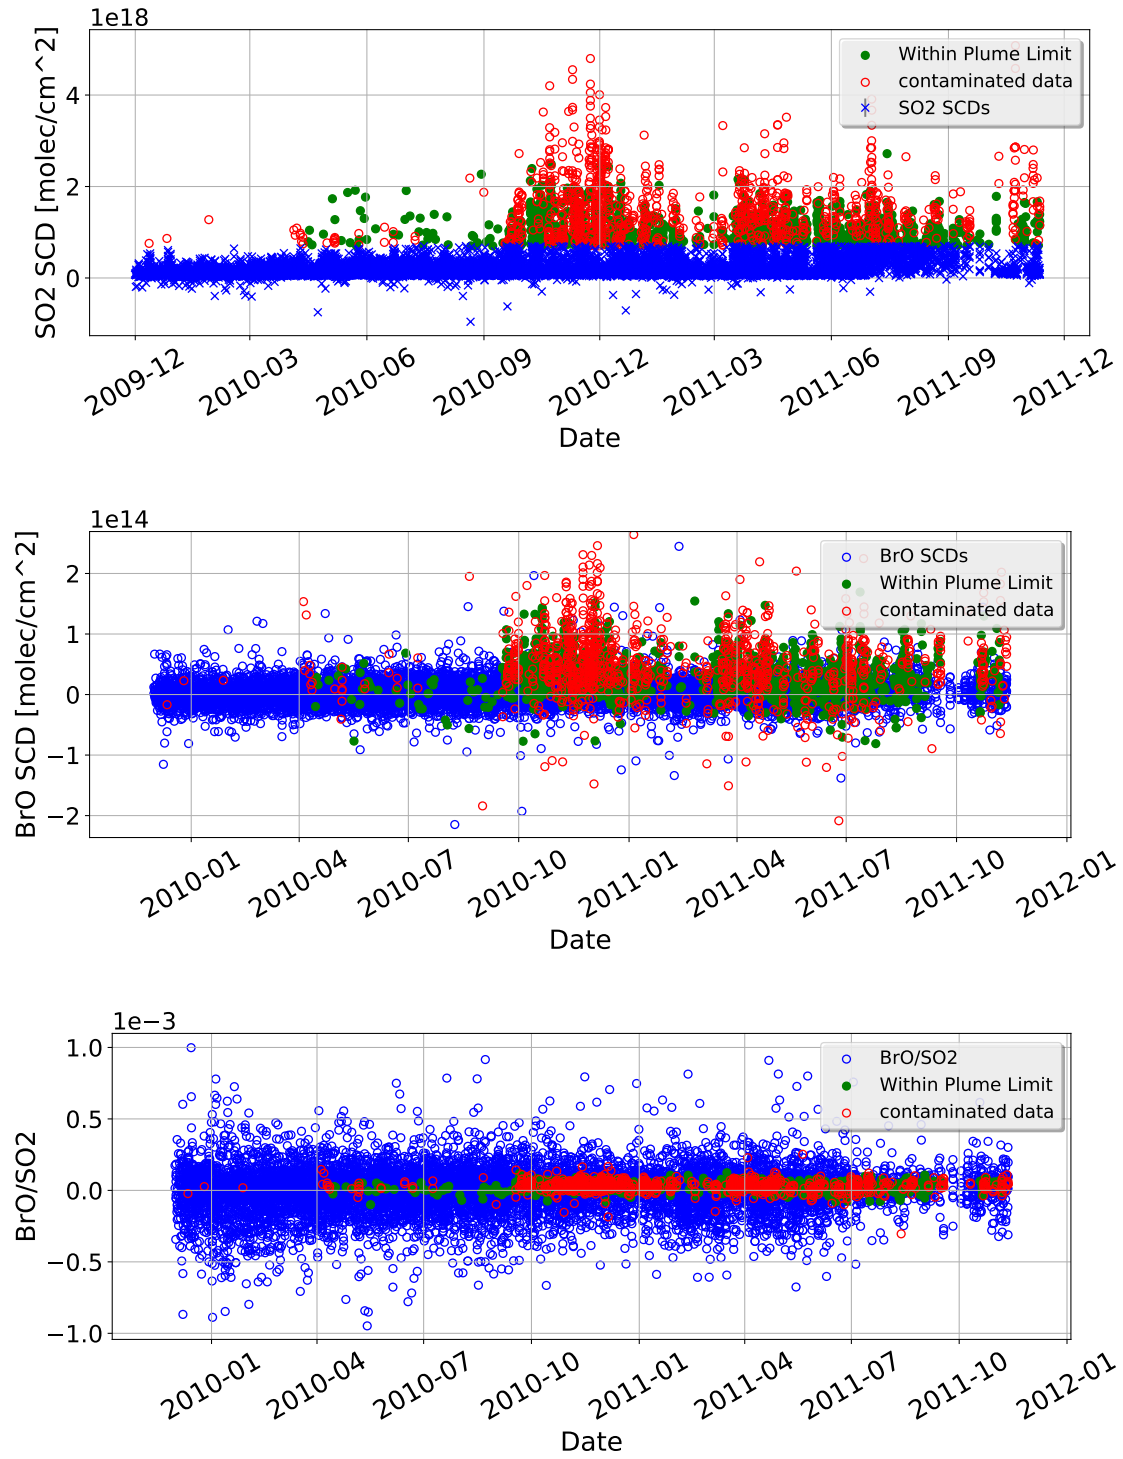 1e18
SO2 SCD [molec/cm^2]
4
2
0
Within Plume Limit
contaminated data
SO2 SCDs
2009-12
2010-03
2010-06
2010-09
2010-12
2011-03
2011-06
2011-09
2011-12
Date
1e14
BrO SCD [molec/cm^2]
2
1
0
−1
−2
BrO SCDs
Within Plume Limit
contaminated data
2010-01
2010-04
2010-07
2010-10
2011-01
2011-04
2011-07
2011-10
2012-01
Date
1e−3
BrO/SO2
1.0
0.5
0.0
−0.5
−1.0
BrO/SO2
Within Plume Limit
contaminated data
2010-01
2010-04
2010-07
2010-10
2011-01
2011-04
2011-07
2011-10
2012-01
Date